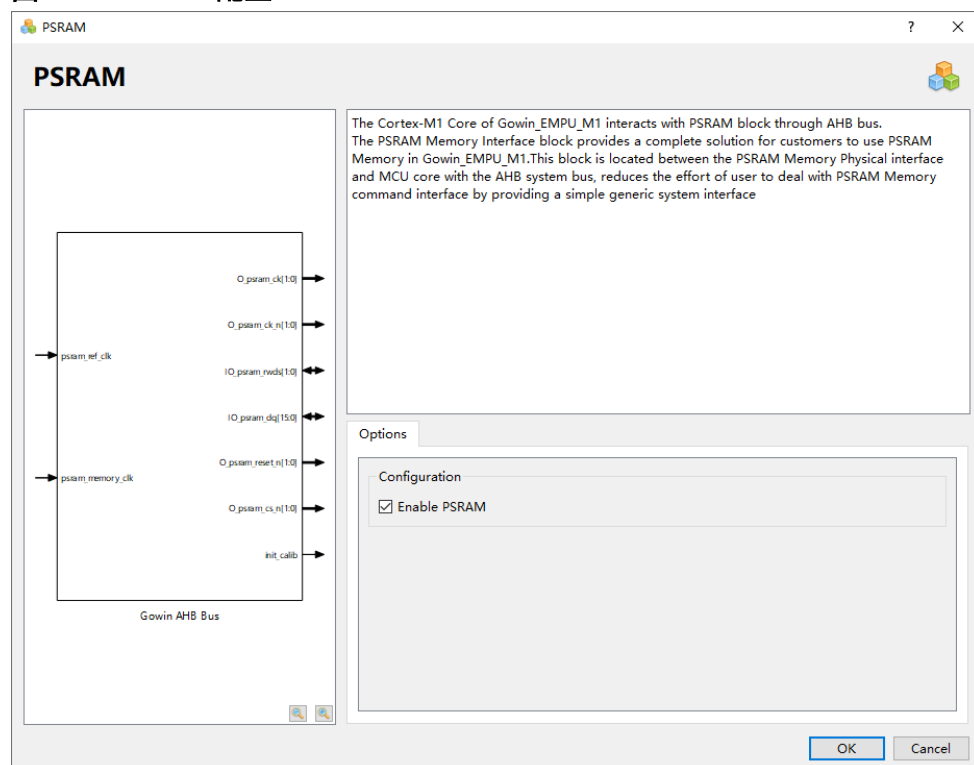 PSRAM
?
PSRAM
The Cortex-M1 Core of Gowin_EMPU_M1 interacts with PSRAM block through AHB bus.
The PSRAM Memory Interface block provides a complete solution for customers to use PSRAM
Memory in Gowin_EMPU_M1.This block is located between the PSRAM Memory Physical interface
and MCU core with the AHB system bus, reduces the effort of user to deal with PSRAM Memory
command interface by providing a simple generic system interface
O_psram_ck[1:0]
O_psram_ck_n[1:0]
psram_ref_clk
IO_psram_rwds[1:0]
IO_psram_dq[15:0]
O_psram_reset_n[1:0]
psram_memory_clk
O_psram_cs_n[1:0]
init_calib
Gowin AHB Bus
Options
Configuration
Enable PSRAM
OK
Cancel